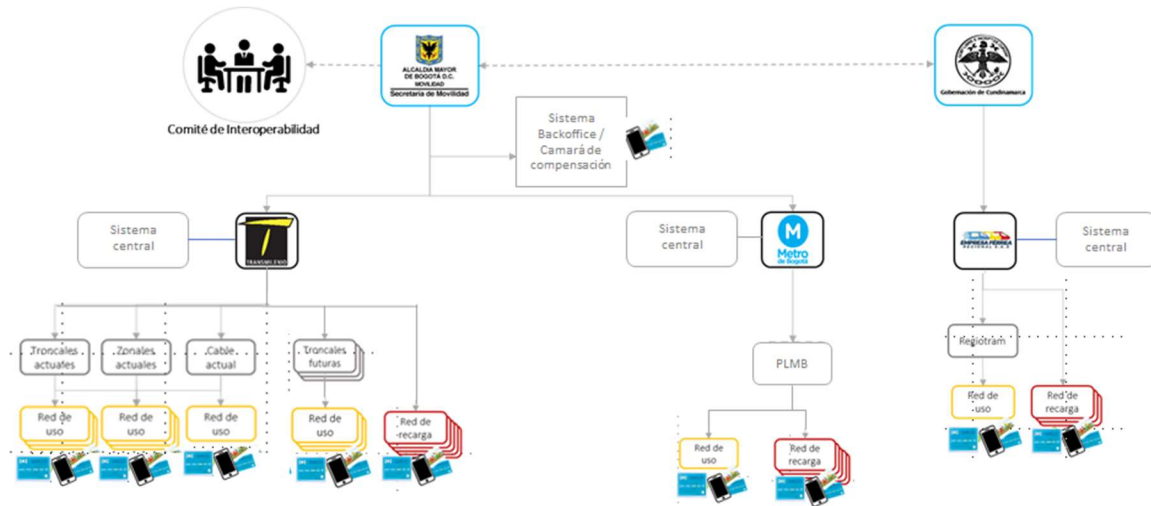 ALCALDÍA MAYOR
DE BOGOTÁ D.C.
MOVILIDAD
Secretaría de Movilidad
Gobernación de Cundinamarca
Comité de Interoperabilidad
Sistema
Backoffice /
Camará de
compensación
Sistema
central
TRANSMILENIO
Sistema
central
M
Metro
de Bogotá
EMPRESA FÉRREA
REGIONAL S.A.S
Sistema
central
Troncales
actuales
Zonales
actuales
Cable
actual
Troncales
futuras
PLMB
Regiotram
Red de
uso
Red de
uso
Red de
uso
Red de
uso
Red de
recarga
Red de
uso
Red de
recarga
Red de
uso
Red de
recarga